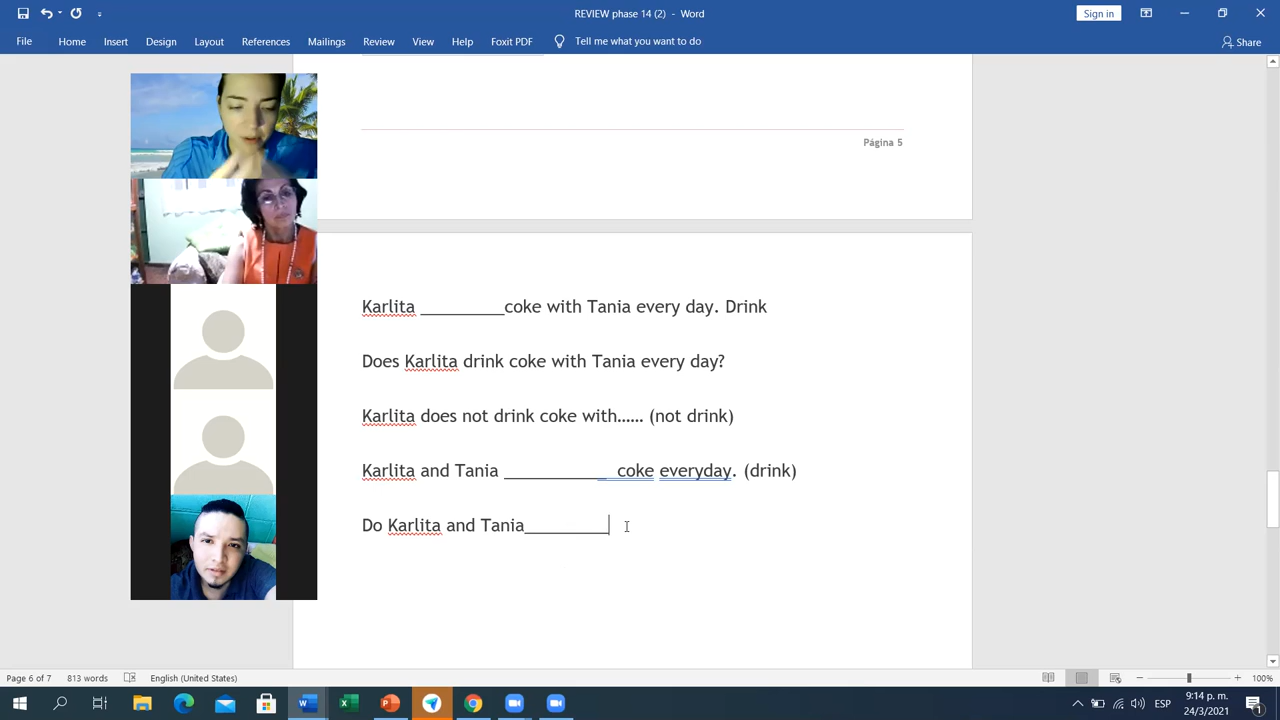 REVIEW phase 14 (2) - Word
Sign in
File Home Insert Design Layout References Mailings Review View Help Foxit PDF Tell me what you want to do Share
Página 5
Karlita _________coke with Tania every day. Drink
Does Karlita drink coke with Tania every day?
Karlita does not drink coke with…… (not drink)
Karlita and Tania ___________ coke everyday. (drink)
Do Karlita and Tania_________
Page 6 of 7 813 words English (United States) 100%
9:14 p. m.
ESP
24/3/2021